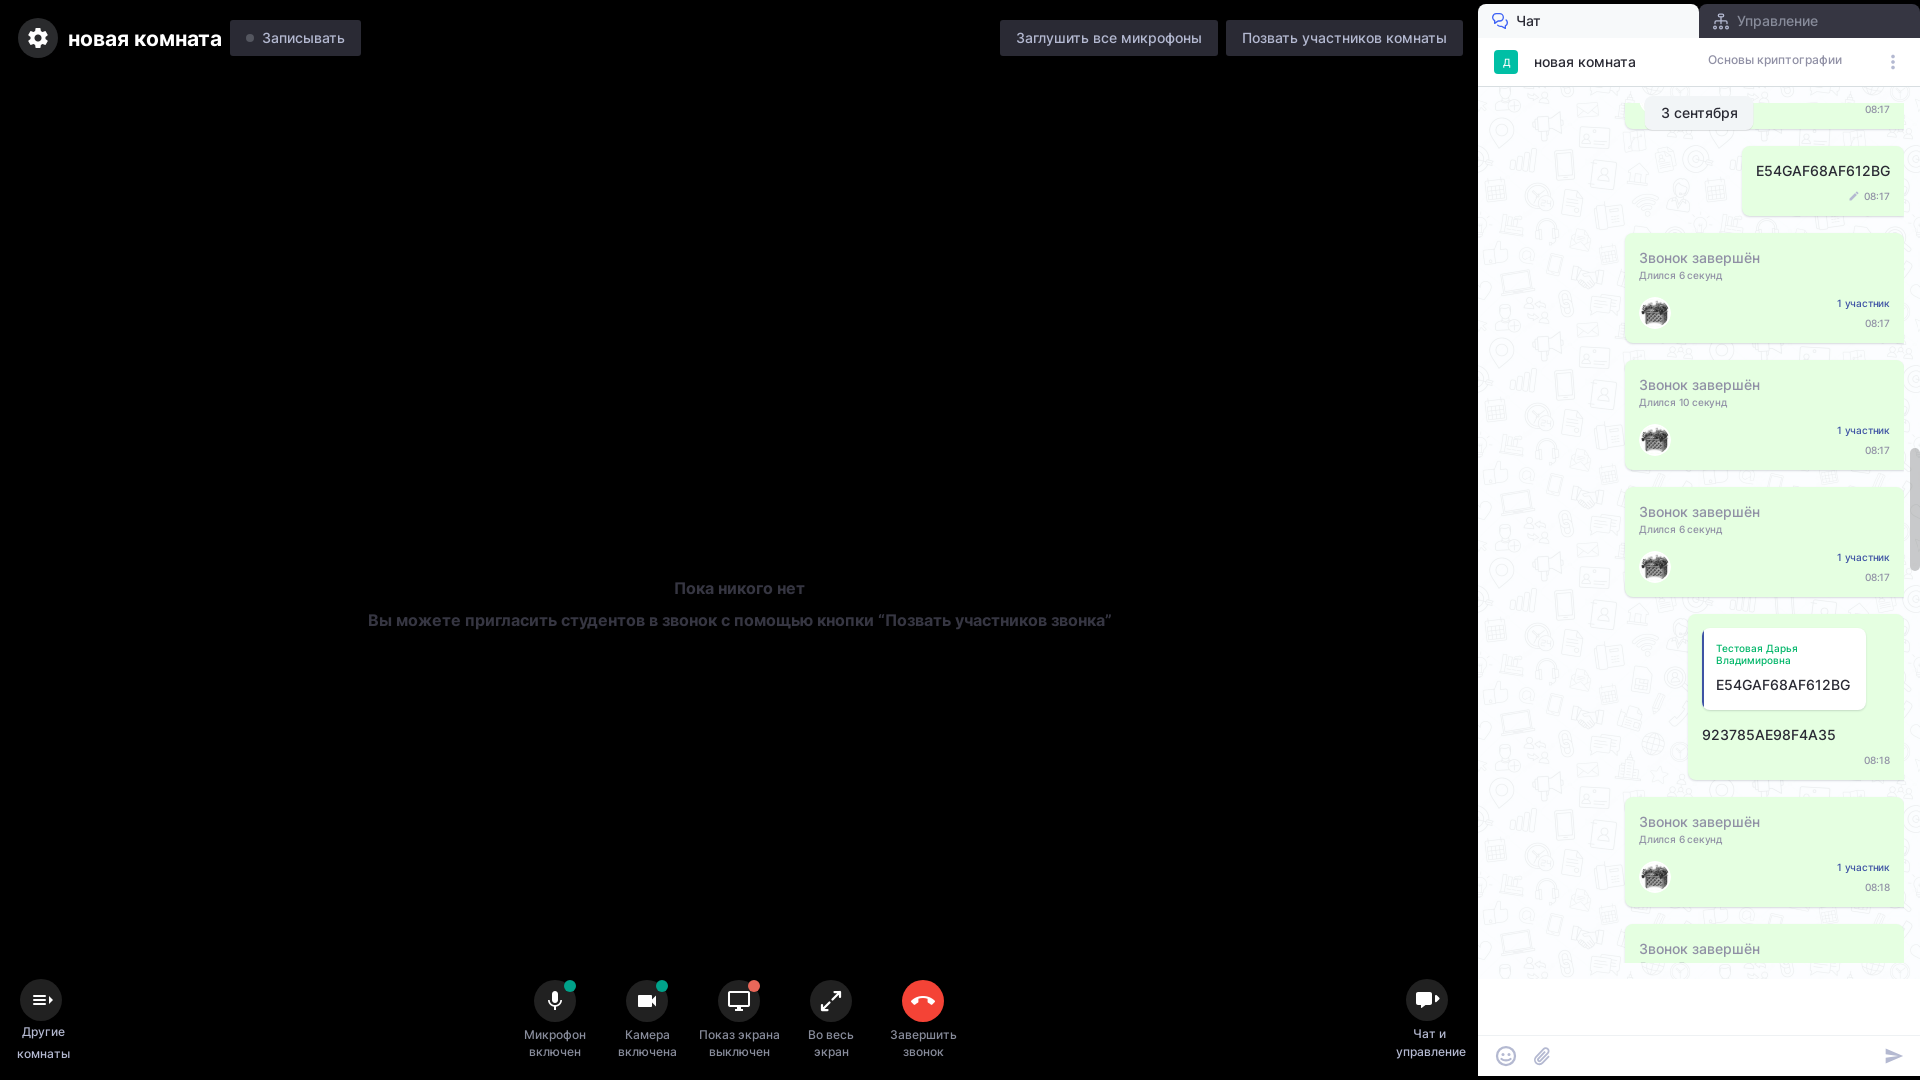 новая комната
Записывать
Заглушить все микрофоны
Позвать участников комнаты
Пока никого нет
Вы можете пригласить студентов в звонок с помощью кнопки “Позвать участников звонка”
Другие
комнаты
Микрофон
включен
Камера
включена
Показ экрана
выключен
Во весь
экран
Завершить
звонок
Чат и
управление
Чат
Управление
Д
новая комната
Основы криптографии
3 сентября
08:17
E54GAF68AF612BG
08:17
Звонок завершён
Длился 6 секунд
1 участник
08:17
Звонок завершён
Длился 10 секунд
1 участник
08:17
Звонок завершён
Длился 6 секунд
1 участник
08:17
Тестовая Дарья
Владимировна
E54GAF68AF612BG
923785AE98F4A35
08:18
Звонок завершён
Длился 6 секунд
1 участник
08:18
Звонок завершён